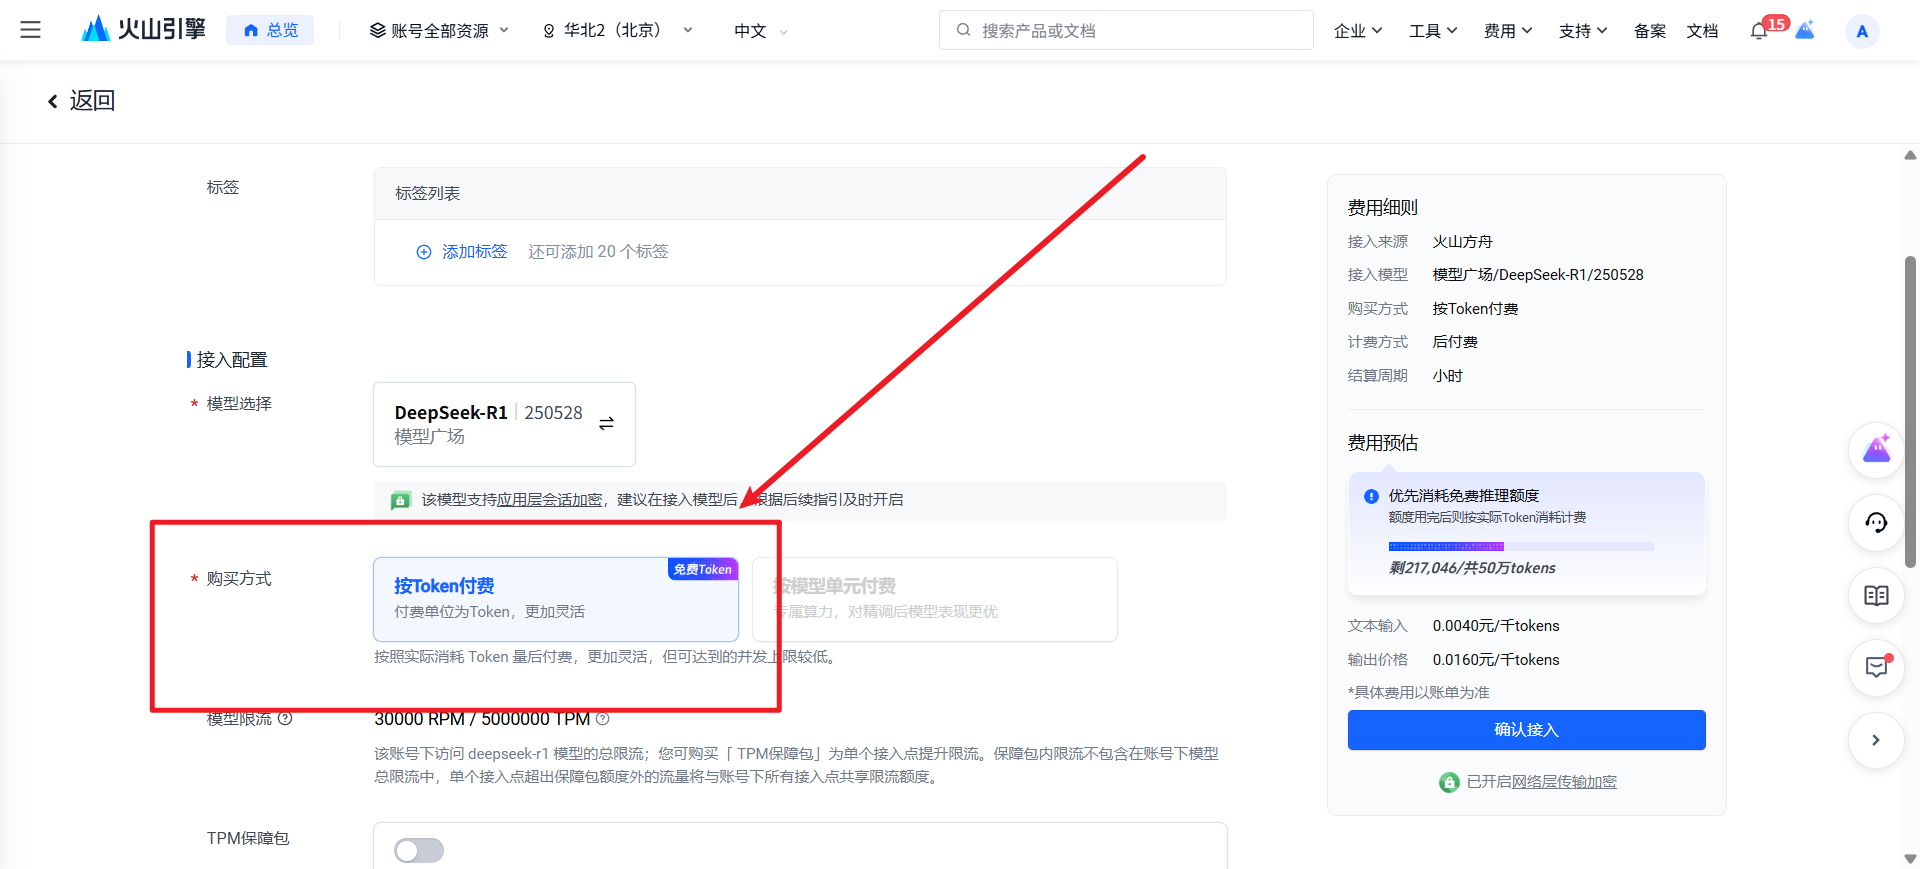 火山引擎
总览
账号全部资源
华北2（北京）
中文
搜索产品或文档
企业
工具
费用
支持
备案
文档
15
A
返回
标签
标签列表
添加标签
还可添加 20 个标签
接入配置
* 模型选择
DeepSeek-R1 | 250528
模型广场
该模型支持应用层会话加密，建议在接入模型后 根据后续指引及时开启
* 购买方式
按Token付费
免费Token
付费单位为Token，更加灵活
按模型单元付费
专属算力，对精调后模型表现更优
按照实际消耗 Token 量后付费，更加灵活，但可达到的并发上限较低。
模型限流
30000 RPM / 5000000 TPM
该账号下访问 deepseek-r1 模型的总限流；您可购买「 TPM保障包」为单个接入点提升限流。保障包内限流不包含在账号下模型
总限流中，单个接入点超出保障包额度外的流量将与账号下所有接入点共享限流额度。
TPM保障包
费用细则
接入来源 火山方舟
接入模型 模型广场/DeepSeek-R1/250528
购买方式 按Token付费
计费方式 后付费
结算周期 小时
费用预估
优先消耗免费推理额度
额度用完后则按实际Token消耗计费
剩217,046/共50万tokens
文本输入 0.0040元/千tokens
输出价格 0.0160元/千tokens
*具体费用以账单为准
确认接入
已开启网络层传输加密